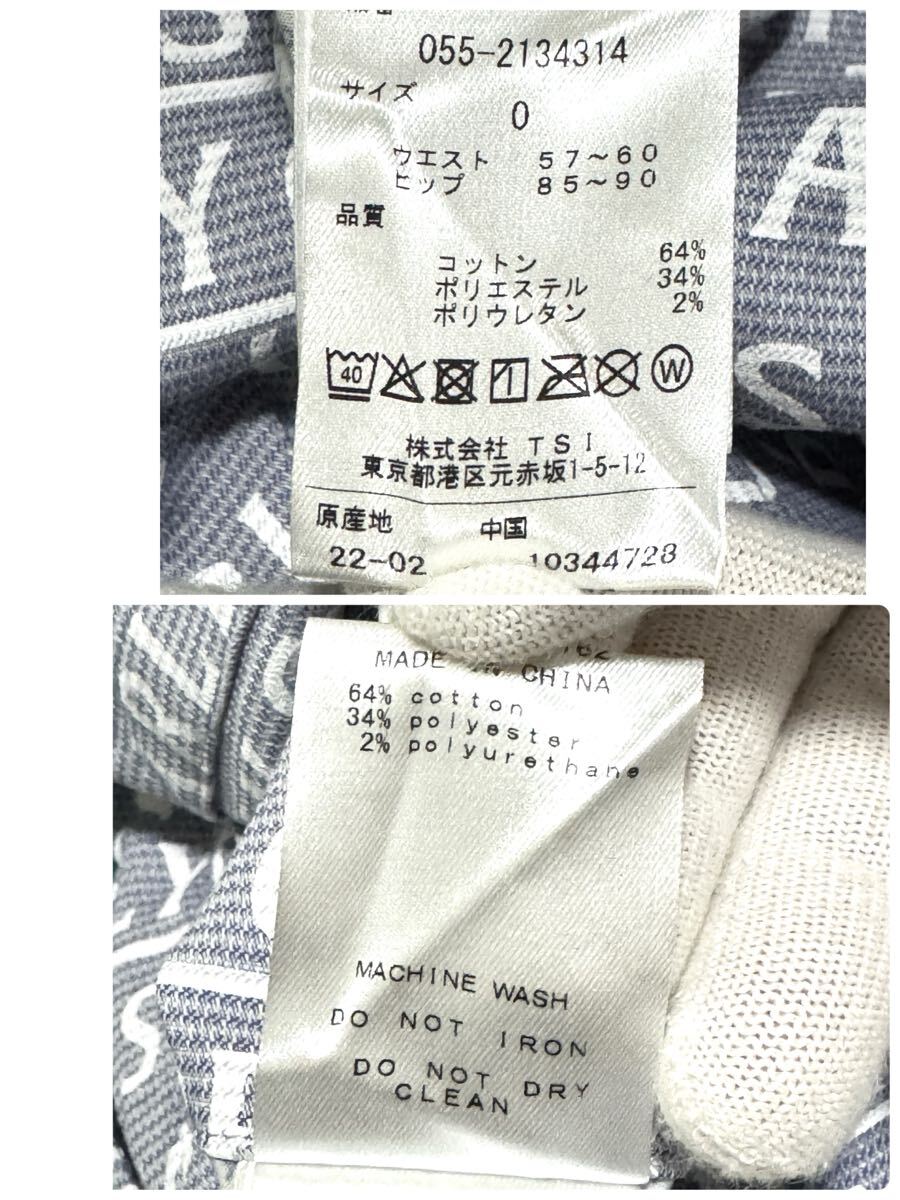 055-2134314
サイズ
0
ウエスト 57~60
ヒップ 85~90
品質
コットン 64%
ポリエステル 34%
ポリウレタン 2%
40
W
株式会社 TSI
東京都港区元赤坂1-5-12
原産地 中国
22-02 10344728
MADE IN CHINA
64% cotton
34% polyester
2% polyurethane
MACHINE WASH
DO NOT IRON
DO NOT DRY
CLEAN